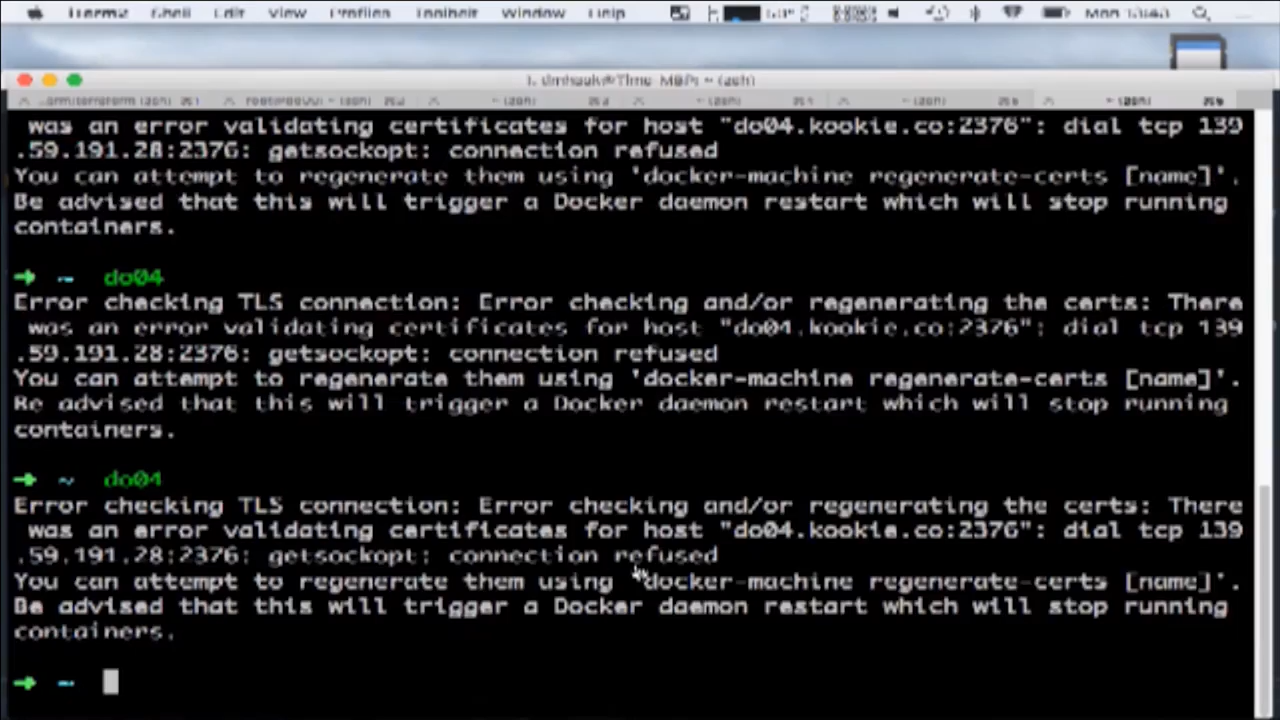 iTerm2 Shell Edit View Profiles Toolbelt Window Help
was an error validating certificates for host "do04.kookie.co:2376": dial tcp 139
.59.191.28:2376: getsockopt: connection refused
You can attempt to regenerate them using 'docker-machine regenerate-certs [name]'.
Be advised that this will trigger a Docker daemon restart which will stop running
containers.
➜ ~ do04
Error checking TLS connection: Error checking and/or regenerating the certs: There
was an error validating certificates for host "do04.kookie.co:2376": dial tcp 139
.59.191.28:2376: getsockopt: connection refused
You can attempt to regenerate them using 'docker-machine regenerate-certs [name]'.
Be advised that this will trigger a Docker daemon restart which will stop running
containers.
➜ ~ do04
Error checking TLS connection: Error checking and/or regenerating the certs: There
was an error validating certificates for host "do04.kookie.co:2376": dial tcp 139
.59.191.28:2376: getsockopt: connection refused
You can attempt to regenerate them using 'docker-machine regenerate-certs [name]'.
Be advised that this will trigger a Docker daemon restart which will stop running
containers.
➜ ~